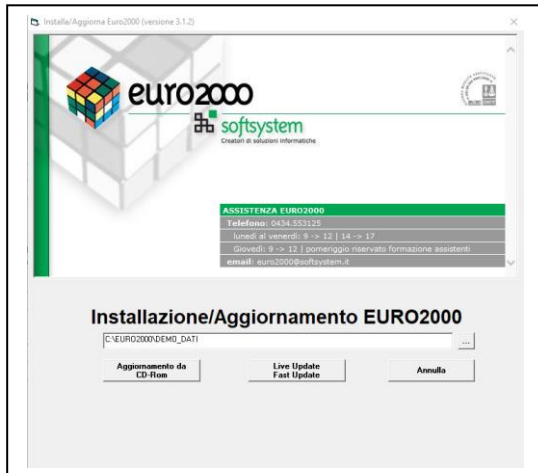 Installa/Aggiorna Euro2000 (versione 3.1.2)
euro2000
softsystem
Creatori di soluzioni informatiche
ASSISTENZA EURO2000
Telefono: 0434.553125
lunedì al venerdì: 9 -> 12 | 14 -> 17
Giovedì: 9 -> 12 | pomeriggio riservato formazione assistenti
email: euro2000@softsystem.it
Installazione/Aggiornamento EURO2000
C:\EURO2000\DEMO_DATI
...
Aggiornamento da
CD-Rom
Live Update
Fast Update
Annulla